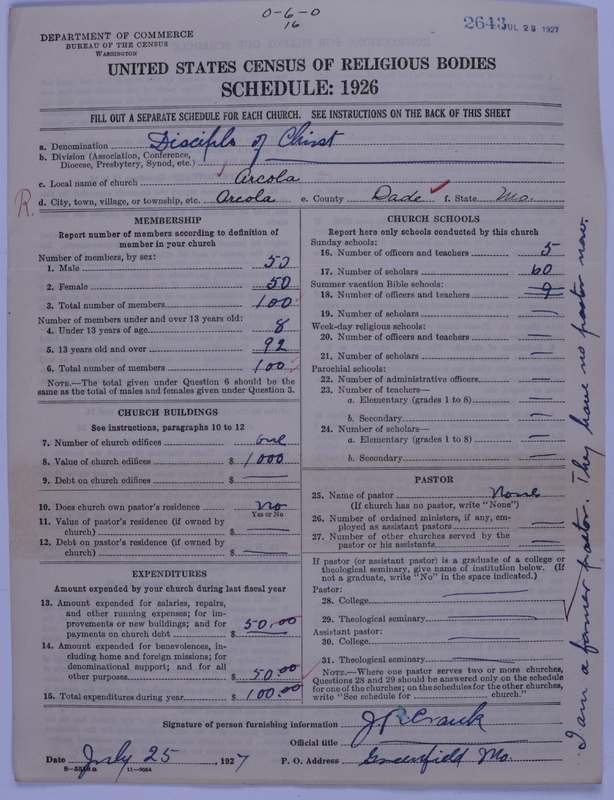 0-6-0
16
2643 JUL 28 1927
DEPARTMENT OF COMMERCE
BUREAU OF THE CENSUS
WASHINGTON
UNITED STATES CENSUS OF RELIGIOUS BODIES
SCHEDULE: 1926
FILL OUT A SEPARATE SCHEDULE FOR EACH CHURCH. SEE INSTRUCTIONS ON THE BACK OF THIS SHEET
a. Denomination Disciple of Christ
b. Division (Association, Conference, Diocese, Presbytery, Synod, etc.)
c. Local name of church Arcola
R. d. City, town, village, or township, etc. Arcola e. County Dade f. State Mo.
MEMBERSHIP
Report number of members according to definition of
member in your church
Number of members, by sex:
1. Male 50
2. Female 50
3. Total number of members 100
Number of members under and over 13 years old:
4. Under 13 years of age 8
5. 13 years old and over 92
6. Total number of members 100
NOTE.—The total given under Question 6 should be
same as the total of males and females given under Question 3.
CHURCH BUILDINGS
See instructions, paragraphs 10 to 12
7. Number of church edifices one
8. Value of church edifices $ 1000
9. Debt on church edifices $ —
10. Does church own pastor's residence No
Yes or No
11. Value of pastor's residence (if owned by
church) $ —
12. Debt on pastor's residence (if owned by
church) $ —
EXPENDITURES
Amount expended by your church during last fiscal year
13. Amount expended for salaries, repairs,
and other running expenses; for im-
provements or new buildings; and for
payments on church debt $ 50.00
14. Amount expended for benevolences, in-
cluding home and foreign missions; for
denominational support; and for all
other purposes $ 50.00
15. Total expenditures during year $ 100.00
CHURCH SCHOOLS
Report here only schools conducted by this church
Sunday schools:
16. Number of officers and teachers 5
17. Number of scholars 60
Summer vacation Bible schools:
18. Number of officers and teachers 9
19. Number of scholars —
Week-day religious schools:
20. Number of officers and teachers —
21. Number of scholars —
Parochial schools:
22. Number of administrative officers —
23. Number of teachers—
a. Elementary (grades 1 to 8) —
b. Secondary —
24. Number of scholars—
a. Elementary (grades 1 to 8) —
b. Secondary —
PASTOR
25. Name of pastor None
(If church has no pastor, write "None")
26. Number of ordained ministers, if any, em-
ployed as assistant pastors —
27. Number of other churches served by the
pastor or his assistants —
If pastor (or assistant pastor) is a graduate of a college or
theological seminary, give name of institution below. (If
not a graduate, write "No" in the space indicated.)
Pastor:
28. College —
29. Theological seminary —
Assistant pastor:
30. College —
31. Theological seminary —
NOTE.—Where one pastor serves two or more churches,
Questions 28 and 29 should be answered only on the schedule
for one of the churches; on the schedules for the other churches,
write "See schedule for church."
I am a former pastor. They have no pastor now.
Signature of person furnishing information J. R. Crank
Official title
Date July 25, 1927 P. O. Address Greenfield Mo.
11—9034